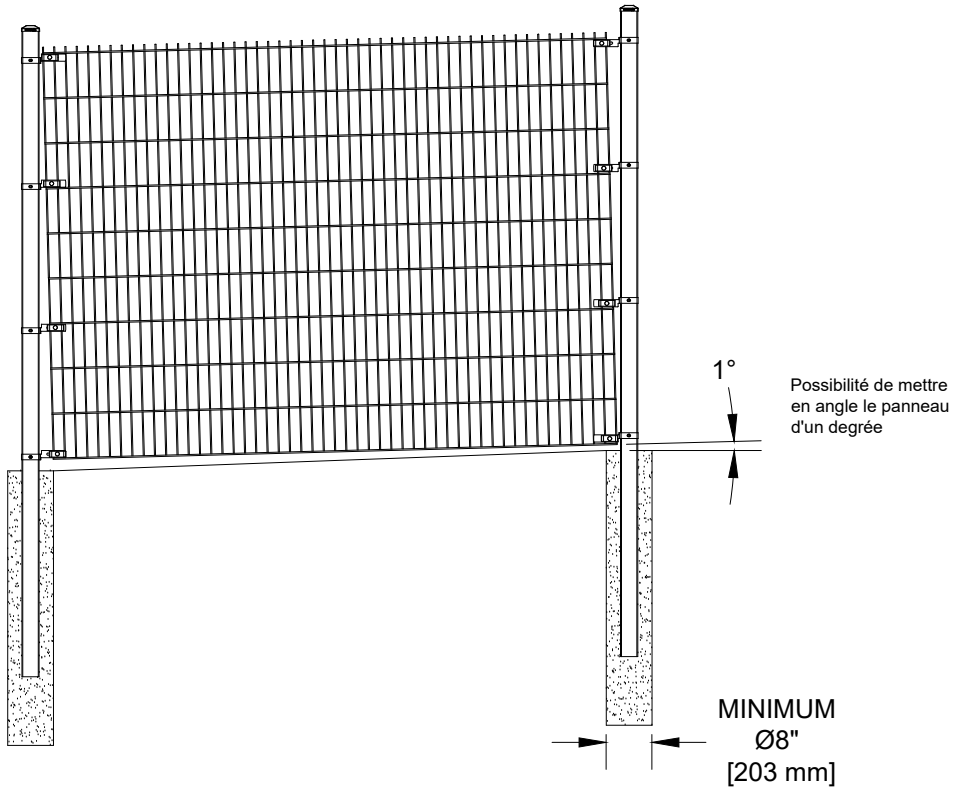 1°
Possibilité de mettre
en angle le panneau
d'un degrée
MINIMUM
Ø8"
[203 mm]